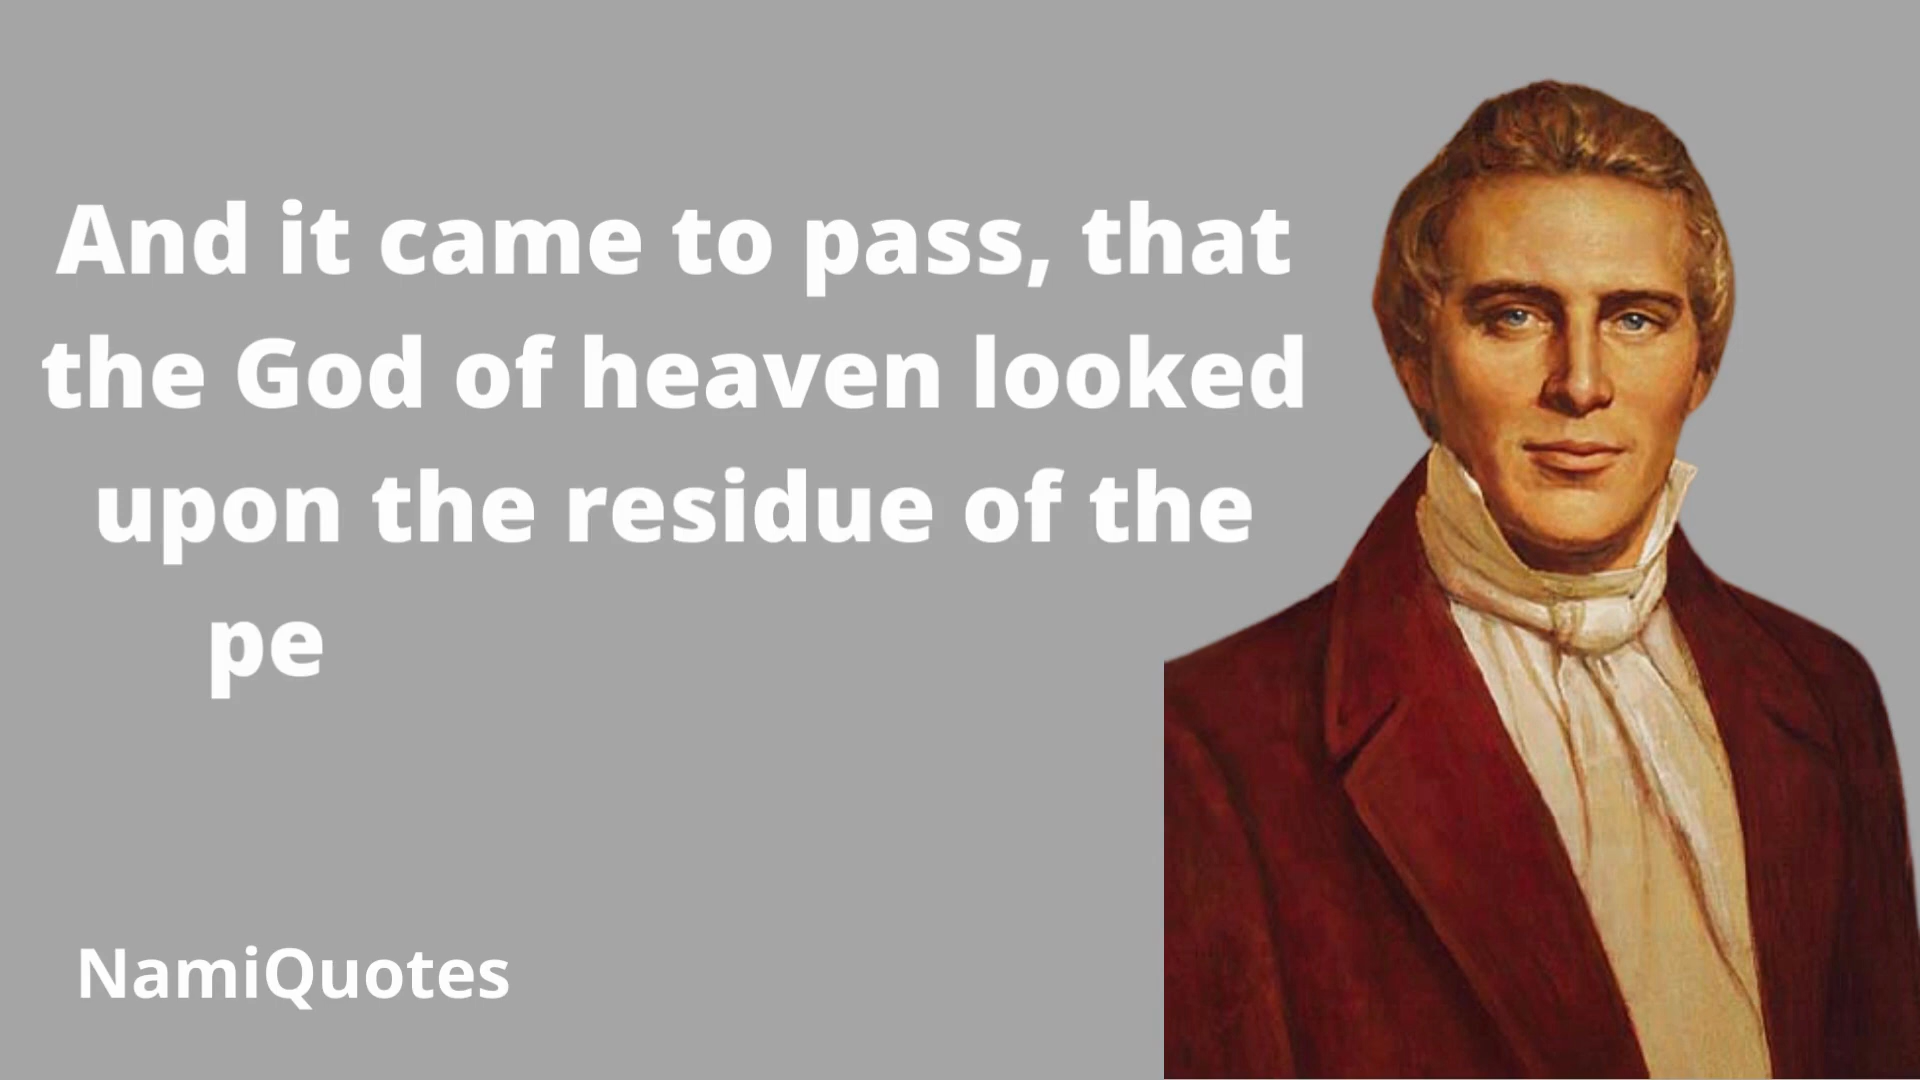 And it came to pass, that
the God of heaven looked
upon the residue of the
pe
NamiQuotes